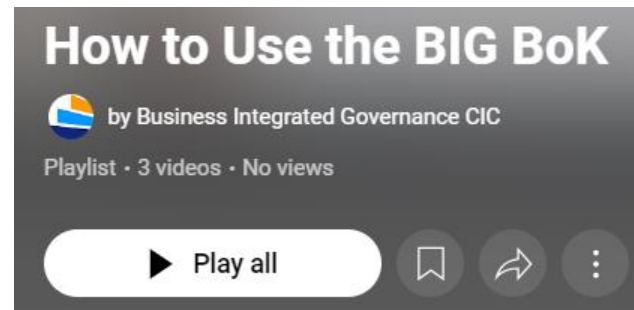 How to Use the BIG BoK
by Business Integrated Governance CIC
Playlist • 3 videos • No views
Play all